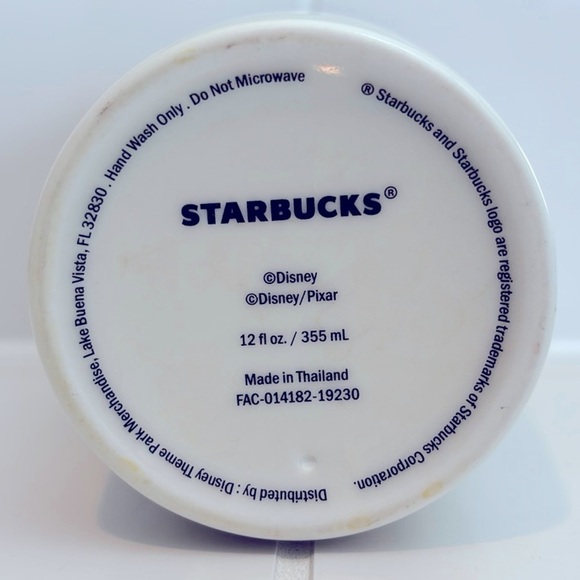 STARBUCKS®
©Disney
©Disney/Pixar
12 fl oz. / 355 mL
Made in Thailand
FAC-014182-19230
® Starbucks and Starbucks logo are registered trademarks of Starbucks Corporation.
Distributed by : Disney Theme Park Merchandise, Lake Buena Vista, FL 32830 . Hand Wash Only . Do Not Microwave